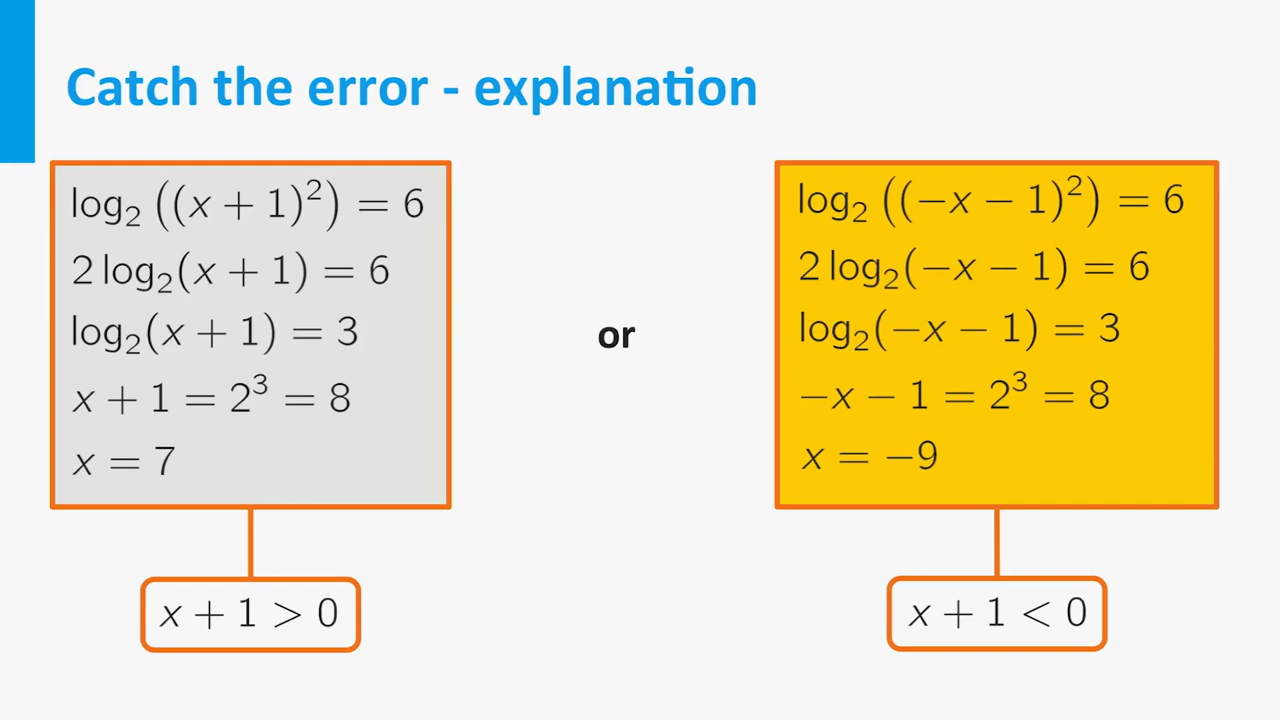 Catch the error - explanation
log₂ ((x + 1)²) = 6
2 log₂(x + 1) = 6
log₂(x + 1) = 3
x + 1 = 2³ = 8
x = 7
x + 1 > 0
or
log₂ ((−x − 1)²) = 6
2 log₂(−x − 1) = 6
log₂(−x − 1) = 3
−x − 1 = 2³ = 8
x = −9
x + 1 < 0